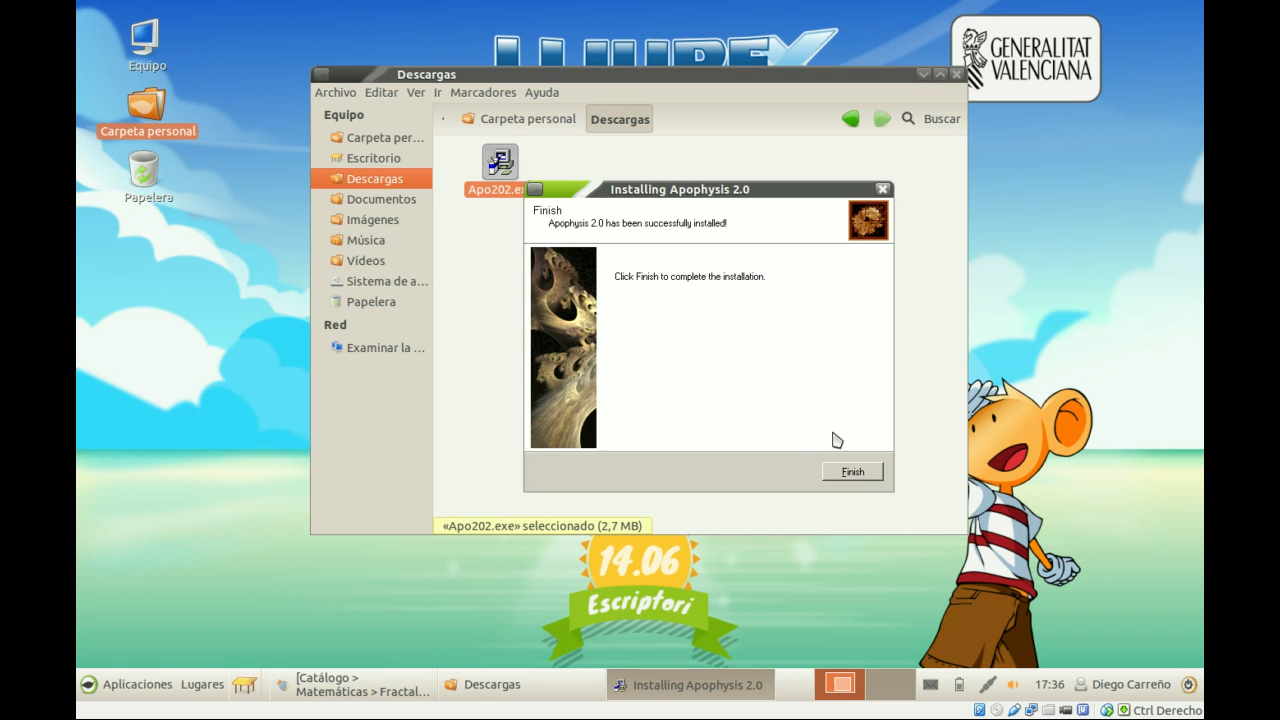 Equipo
Carpeta personal
Papelera
LLIUREX
GENERALITAT
VALENCIANA
Descargas
Archivo Editar Ver Ir Marcadores Ayuda
Equipo
Carpeta per...
Escritorio
Descargas
Documentos
Imágenes
Música
Vídeos
Sistema de a...
Papelera
Red
Examinar la ...
Carpeta personal Descargas Buscar
Apo202.e
Installing Apophysis 2.0
Finish
Apophysis 2.0 has been successfully installed!
Click Finish to complete the installation.
Finish
«Apo202.exe» seleccionado (2,7 MB)
14.06
Escriptori
Aplicaciones Lugares
[Catálogo >
Matemáticas > Fractal...
Descargas
Installing Apophysis 2.0
17:36
Diego Carreño
Ctrl Derecho